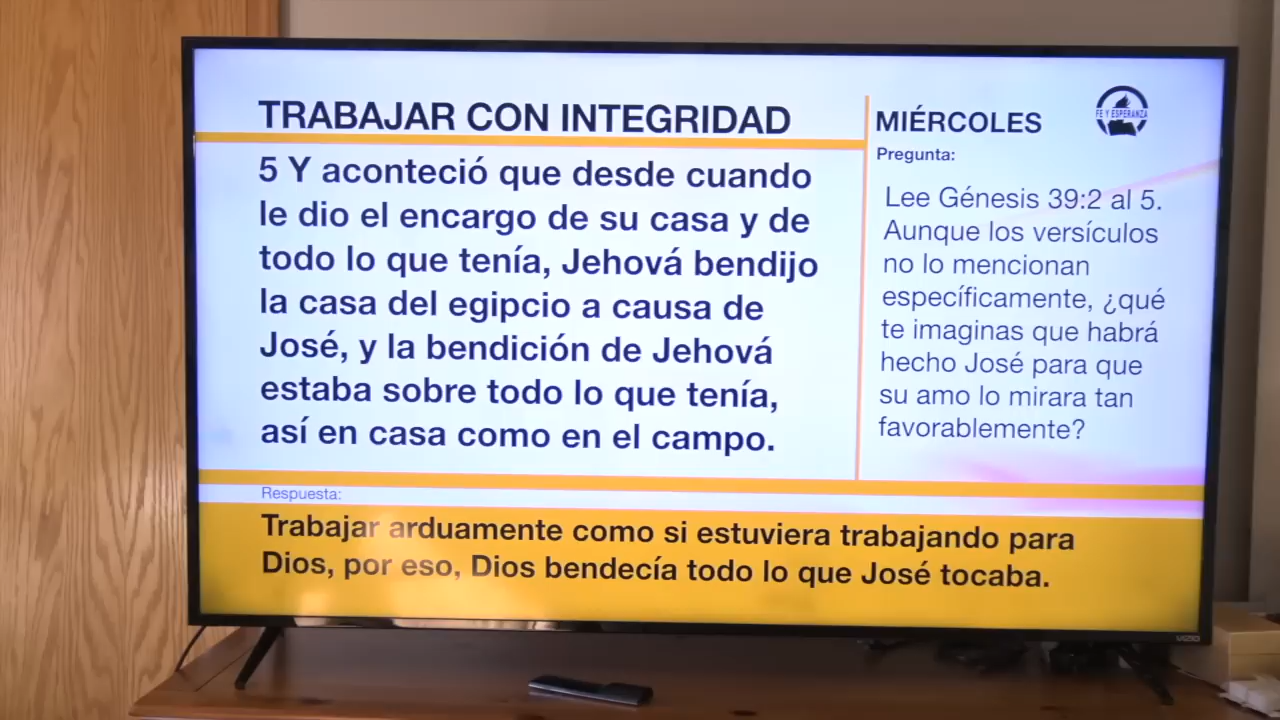 TRABAJAR CON INTEGRIDAD
5 Y aconteció que desde cuando
le dio el encargo de su casa y de
todo lo que tenía, Jehová bendijo
la casa del egipcio a causa de
José, y la bendición de Jehová
estaba sobre todo lo que tenía,
así en casa como en el campo.
MIÉRCOLES
FE Y ESPERANZA
Pregunta:
Lee Génesis 39:2 al 5.
Aunque los versículos
no lo mencionan
específicamente, ¿qué
te imaginas que habrá
hecho José para que
su amo lo mirara tan
favorablemente?
Respuesta:
Trabajar arduamente como si estuviera trabajando para
Dios, por eso, Dios bendecía todo lo que José tocaba.
VIZIO